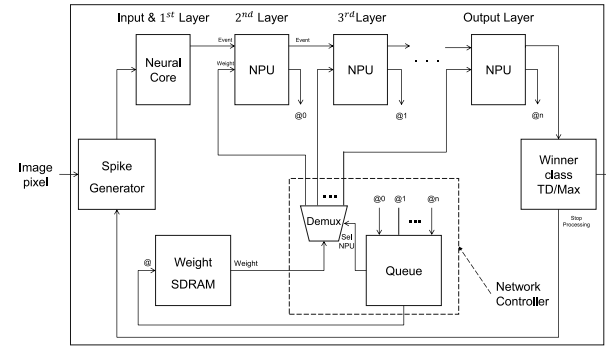 Input & 1st Layer
2nd Layer
3rd Layer
Output Layer
Event
Event
Weight
Neural
Core
NPU
NPU
. . .
NPU
@0
@1
@n
Image
pixel
Spike
Generator
Winner
class
TD/Max
Stop
Processing
...
@0
@1
@n
...
Demux
Sel
NPU
Queue
@
Weight
SDRAM
Weight
Network
Controller